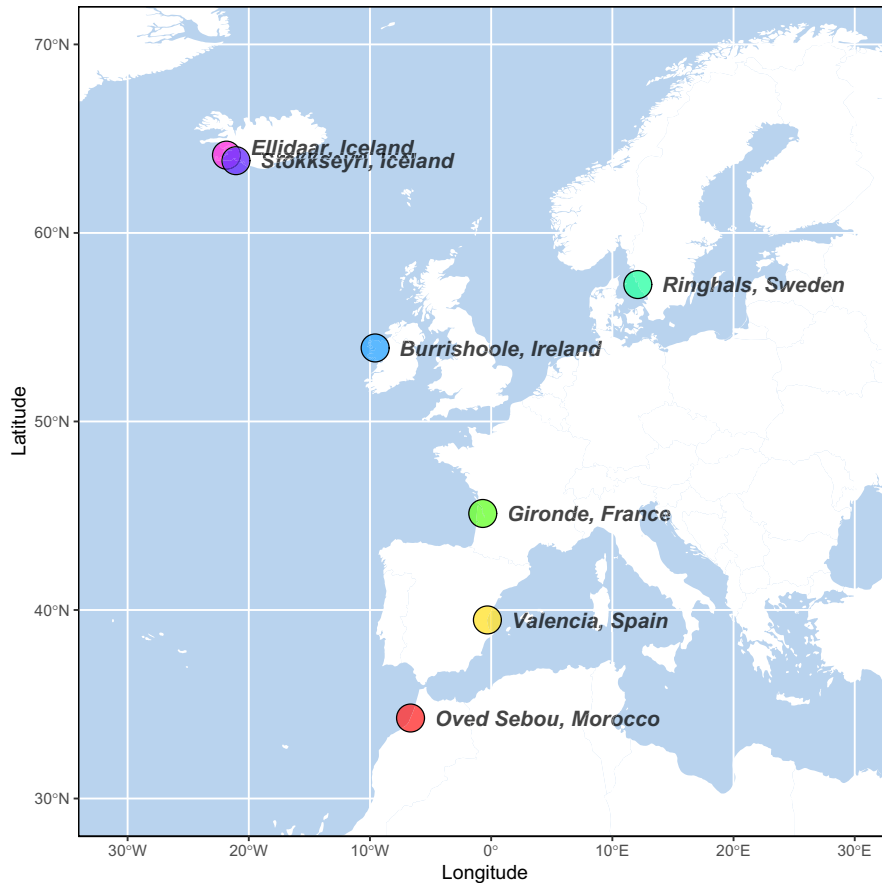 70°N
Ellidaar, Iceland
Stokkseyri, Iceland
60°N
Ringhals, Sweden
Burrishoole, Ireland
50°N
Latitude
Gironde, France
40°N
Valencia, Spain
Oved Sebou, Morocco
30°N
30°W 20°W 10°W 0° 10°E 20°E 30°E
Longitude